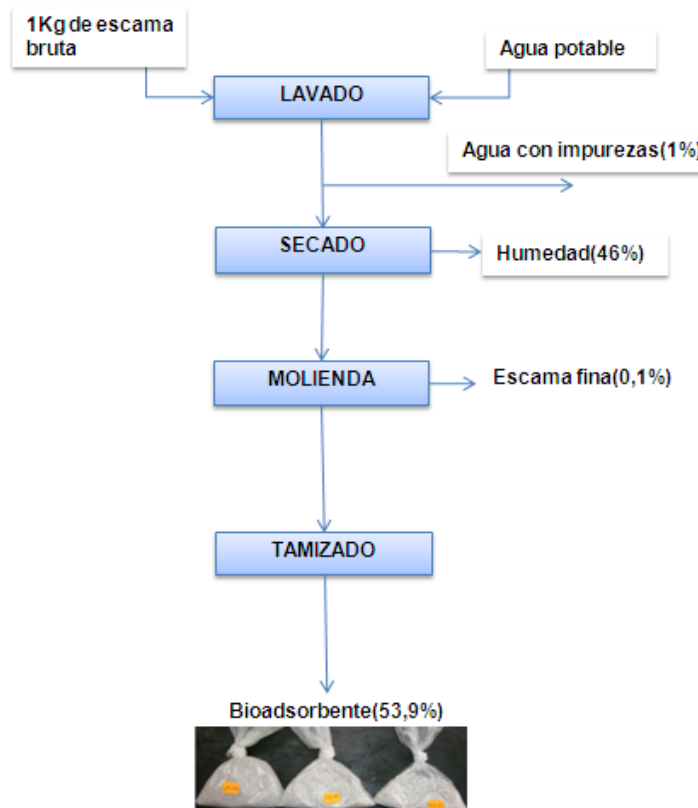 1Kg de escama
bruta
Agua potable
LAVADO
Agua con impurezas(1%)
SECADO
Humedad(46%)
MOLIENDA
Escama fina(0,1%)
TAMIZADO
Bioadsorbente(53,9%)